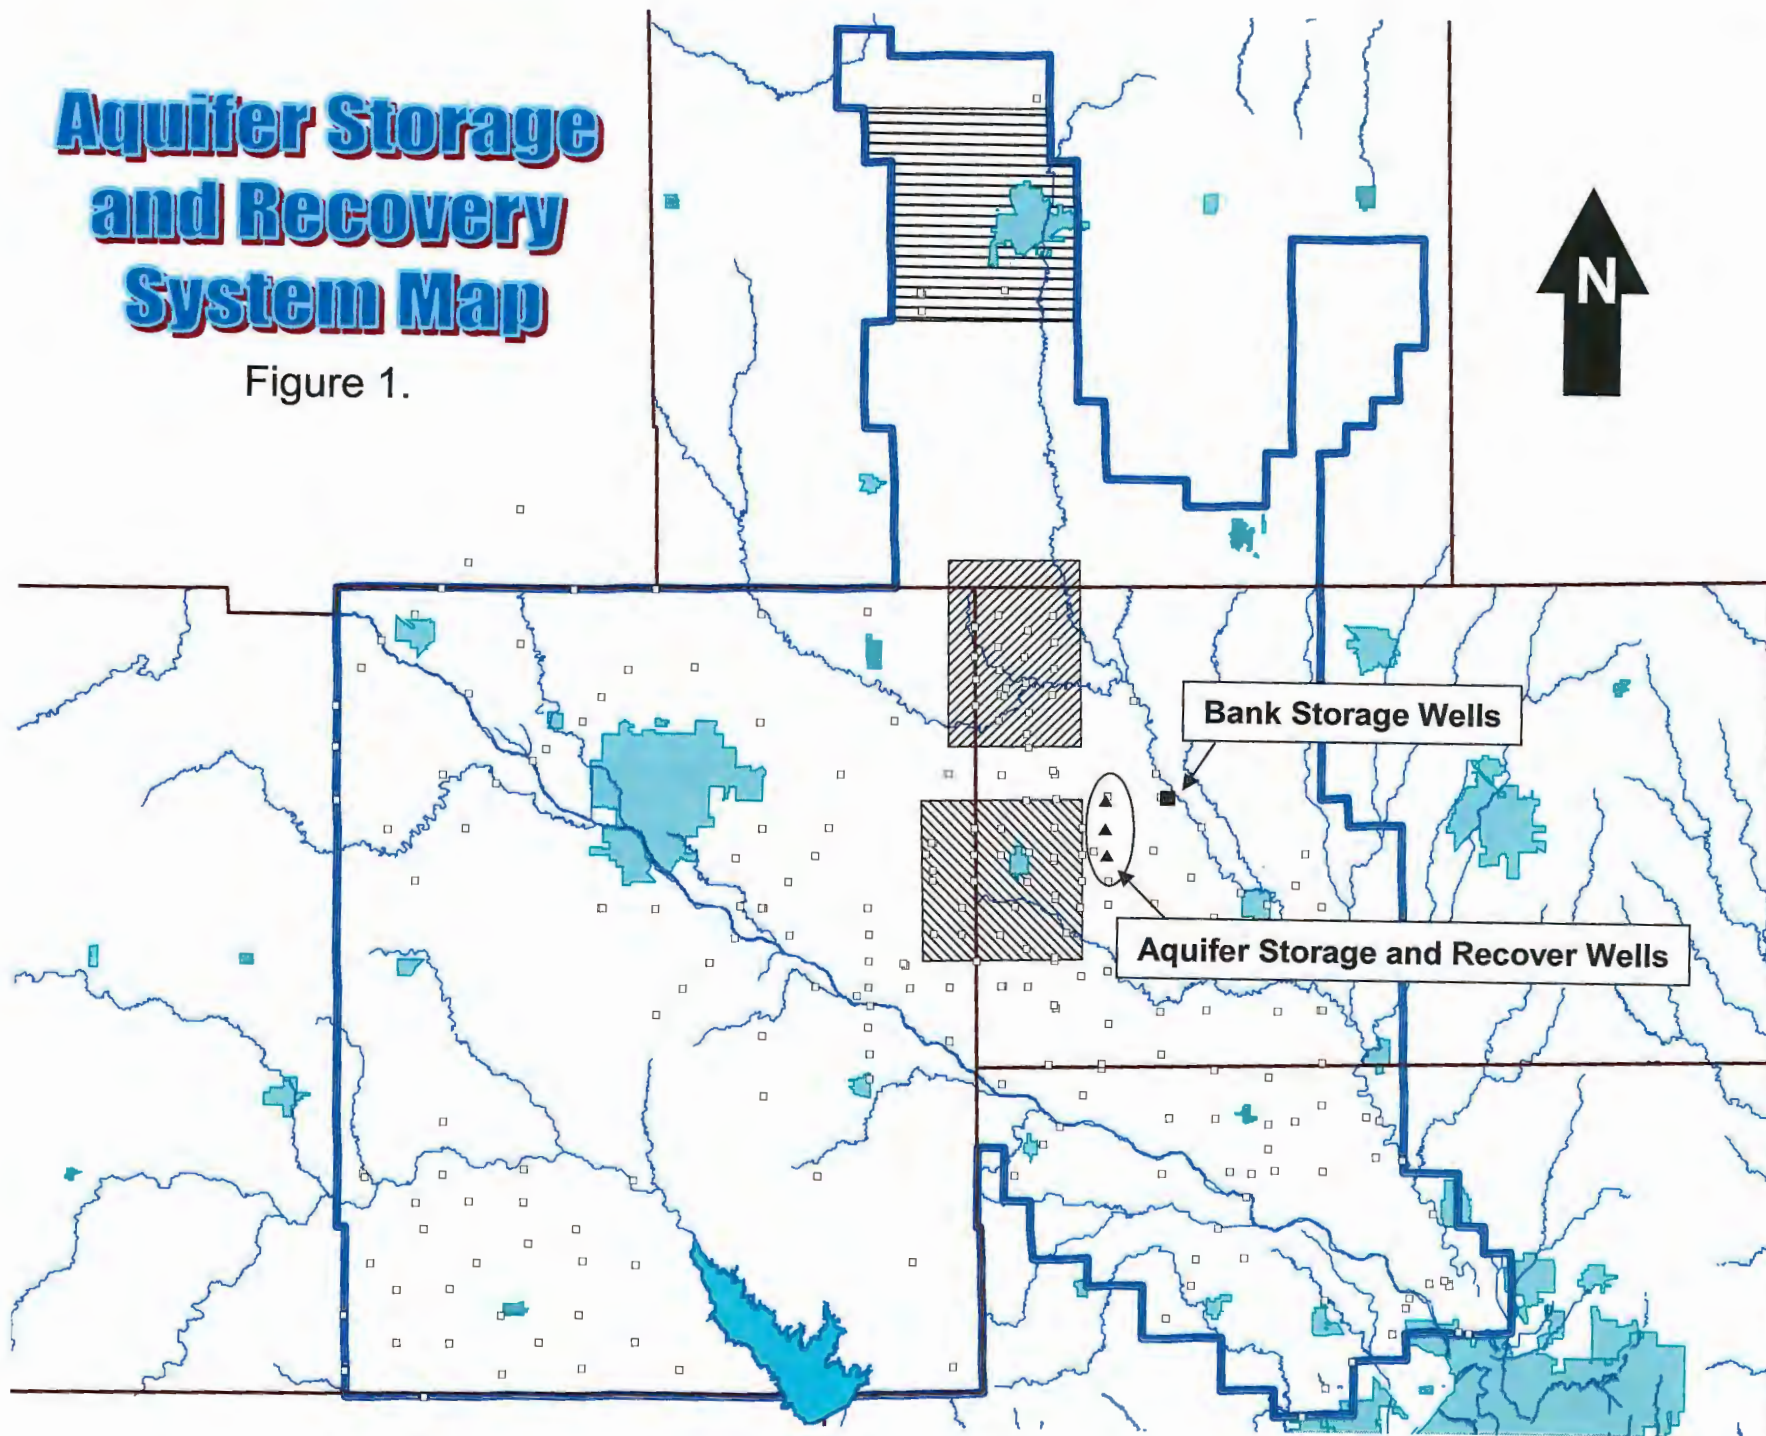 Aquifer Storage
and Recovery
System Map
Figure 1.
N
Bank Storage Wells
Aquifer Storage and Recover Wells